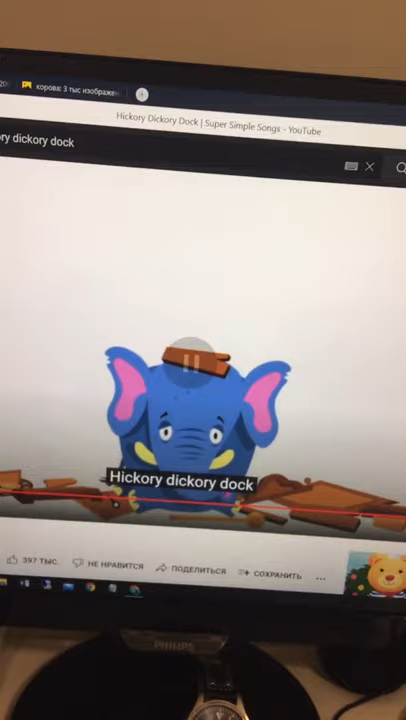 корова: 3 тыс изображен
Hickory Dickory Dock | Super Simple Songs - YouTube
ry dickory dock
Hickory dickory dock
397 ТЫС.
НЕ НРАВИТСЯ
ПОДЕЛИТЬСЯ
СОХРАНИТЬ
PHILIPS